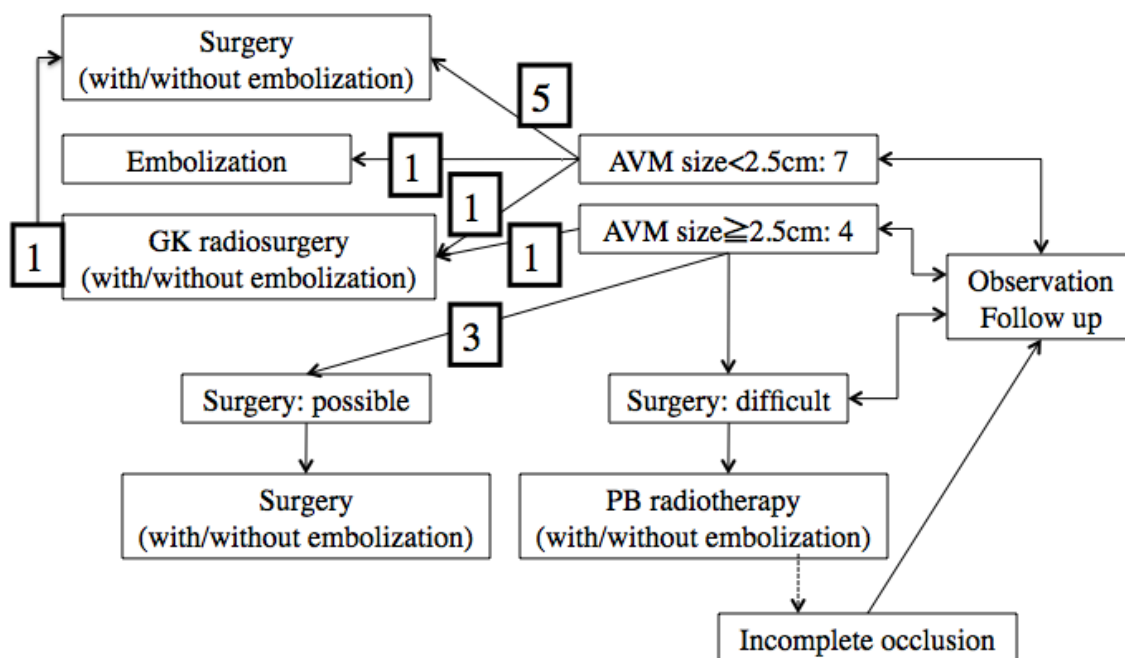 Surgery
(with/without embolization)
5
Embolization
1
AVM size<2.5cm: 7
1
GK radiosurgery
(with/without embolization)
1
1
AVM size≧2.5cm: 4
Observation
Follow up
3
Surgery: possible
Surgery: difficult
Surgery
(with/without embolization)
PB radiotherapy
(with/without embolization)
Incomplete occlusion